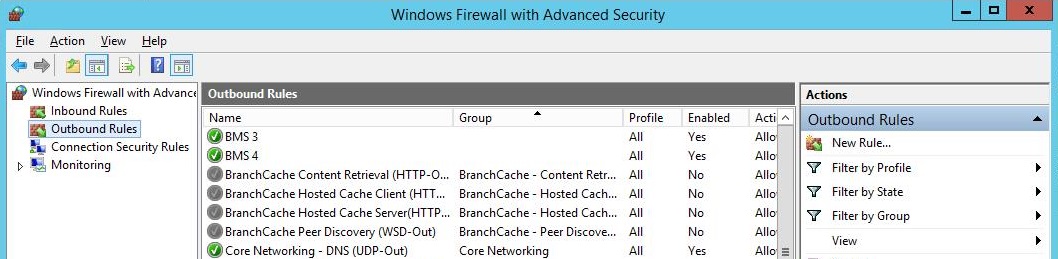 Windows Firewall with Advanced Security
File Action View Help
Windows Firewall with Advance
Inbound Rules
Outbound Rules
Connection Security Rules
Monitoring
Outbound Rules
Name Group Profile Enabled Acti
BMS 3 All Yes Allo
BMS 4 All Yes Allo
BranchCache Content Retrieval (HTTP-O... BranchCache - Content Retr... All No Allo
BranchCache Hosted Cache Client (HTT... BranchCache - Hosted Cach... All No Allo
BranchCache Hosted Cache Server(HTTP... BranchCache - Hosted Cach... All No Allo
BranchCache Peer Discovery (WSD-Out) BranchCache - Peer Discove... All No Allo
Core Networking - DNS (UDP-Out) Core Networking All Yes Allo
Actions
Outbound Rules
New Rule...
Filter by Profile
Filter by State
Filter by Group
View